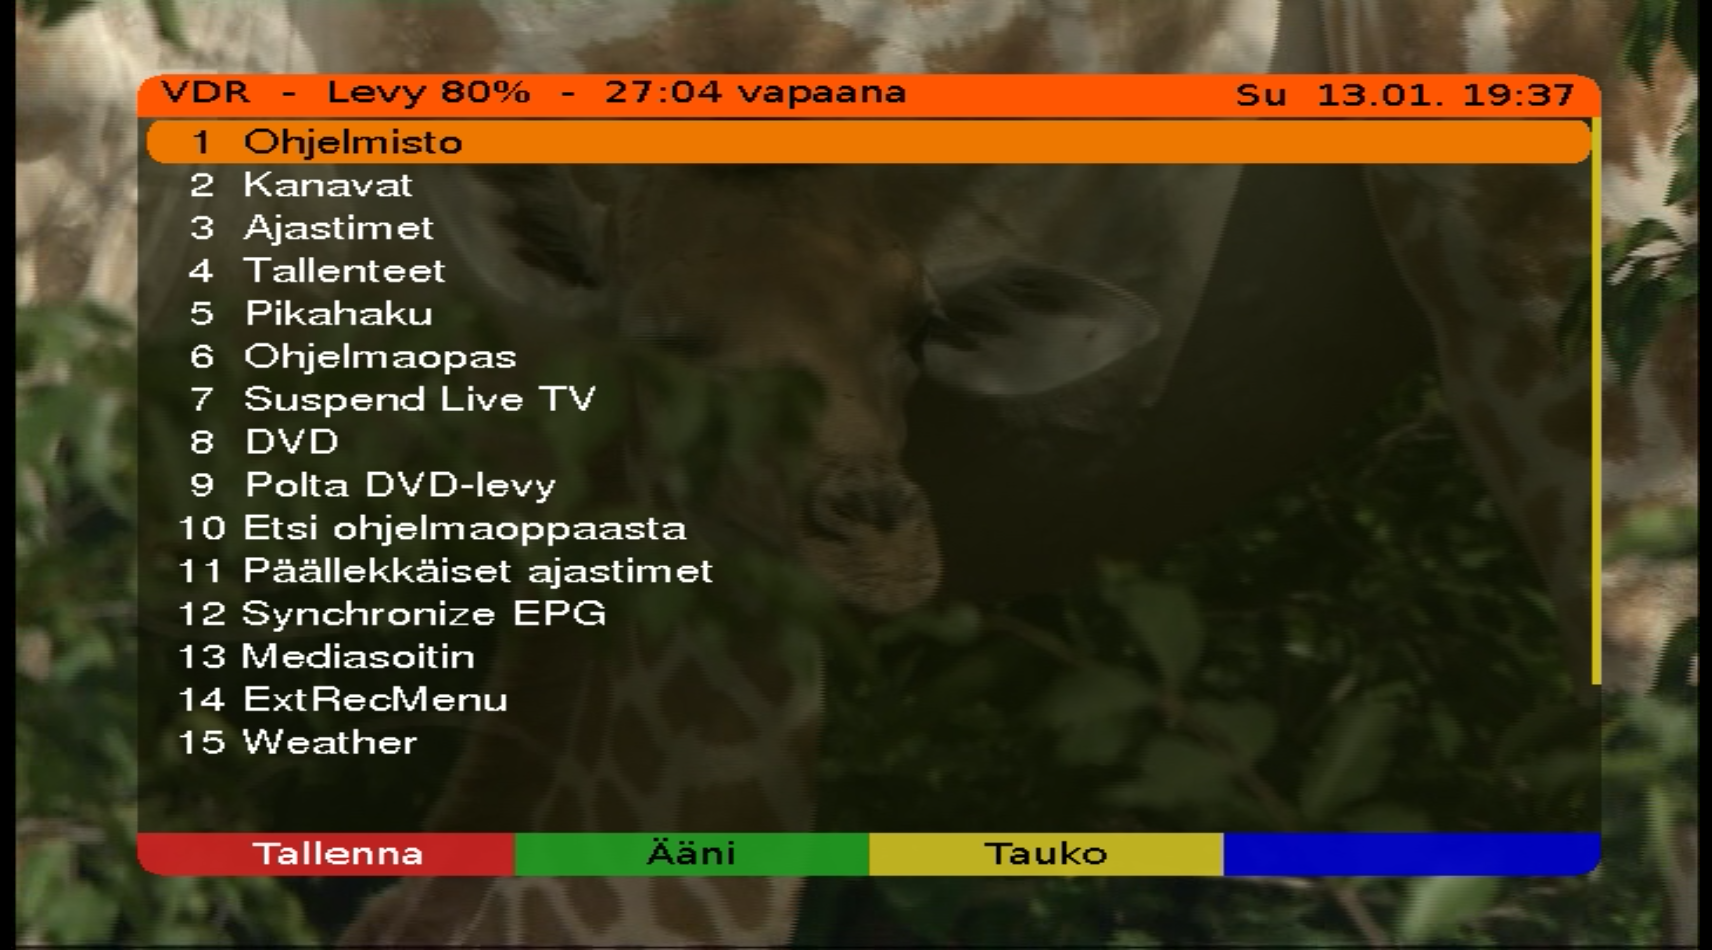 VDR - Levy 80% - 27:04 vapaana Su 13.01. 19:37
1 Ohjelmisto
2 Kanavat
3 Ajastimet
4 Tallenteet
5 Pikahaku
6 Ohjelmaopas
7 Suspend Live TV
8 DVD
9 Polta DVD-levy
10 Etsi ohjelmaoppaasta
11 Päällekkäiset ajastimet
12 Synchronize EPG
13 Mediasoitin
14 ExtRecMenu
15 Weather
Tallenna Ääni Tauko